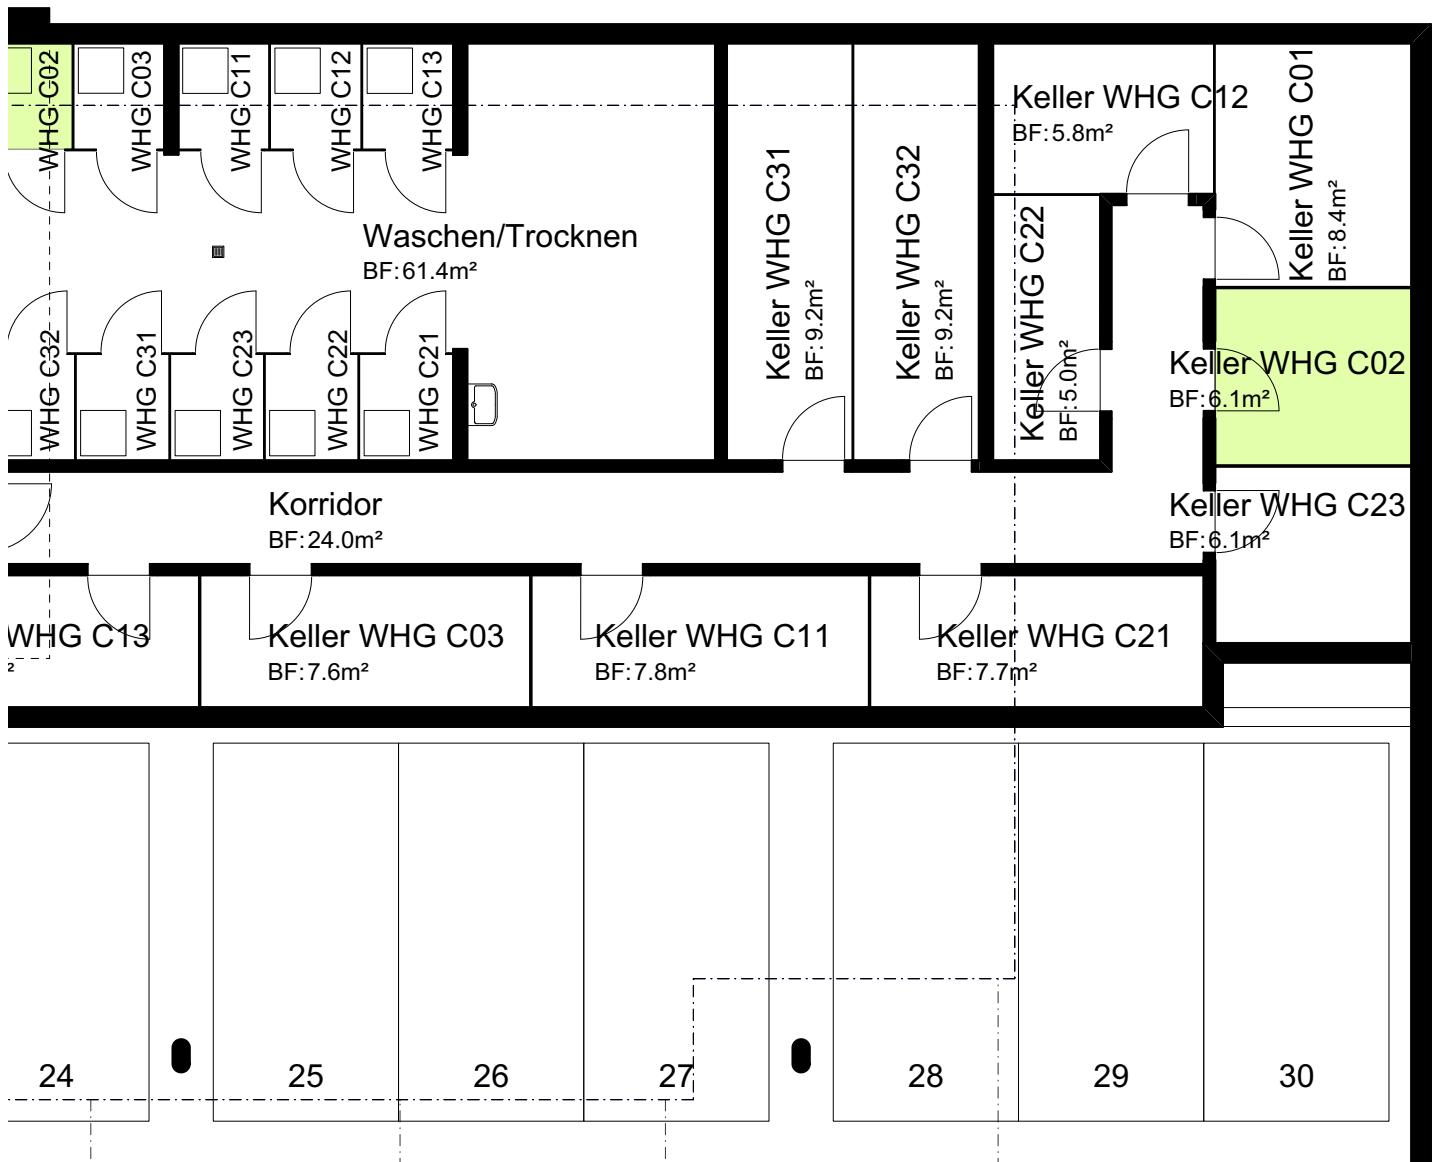 WHG C02
WHG C03
WHG C11
WHG C12
WHG C13
Waschen/Trocknen
BF: 61.4m²
WHG C32
WHG C31
WHG C23
WHG C22
WHG C21
Keller WHG C31
BF: 9.2m²
Keller WHG C32
BF: 9.2m²
Keller WHG C12
BF: 5.8m²
Keller WHG C22
BF: 5.0m²
Keller WHG C01
BF: 8.4m²
Keller WHG C02
BF: 6.1m²
Keller WHG C23
BF: 6.1m²
Korridor
BF: 24.0m²
WHG C13
²
Keller WHG C03
BF: 7.6m²
Keller WHG C11
BF: 7.8m²
Keller WHG C21
BF: 7.7m²
24
25
26
27
28
29
30